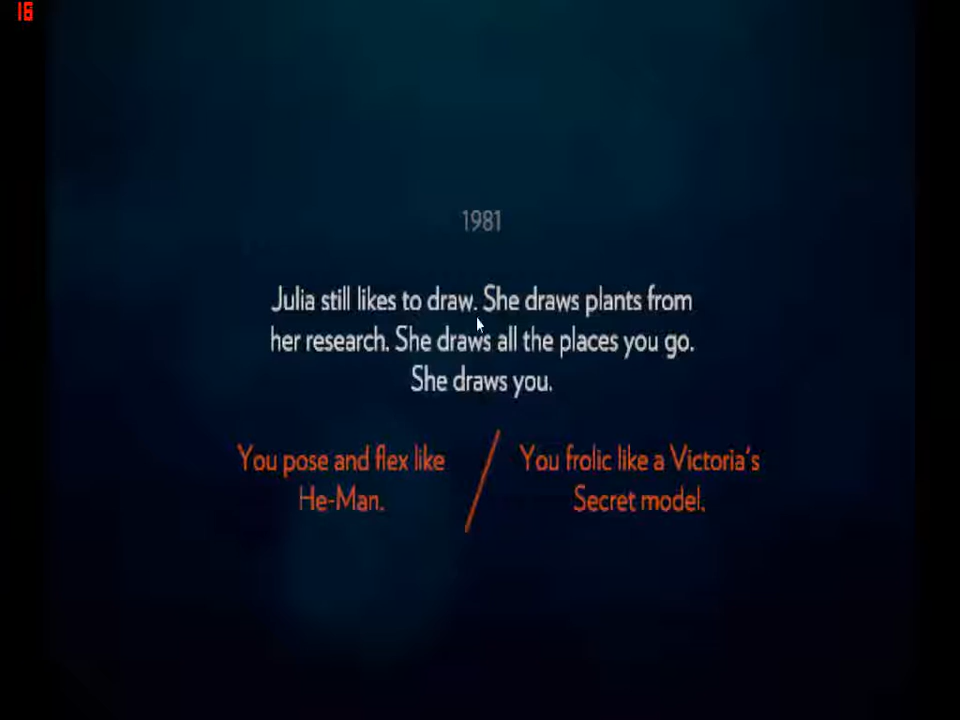 16
1981
Julia still likes to draw. She draws plants from
her research. She draws all the places you go.
She draws you.
You pose and flex like
He-Man.
You frolic like a Victoria's
Secret model.